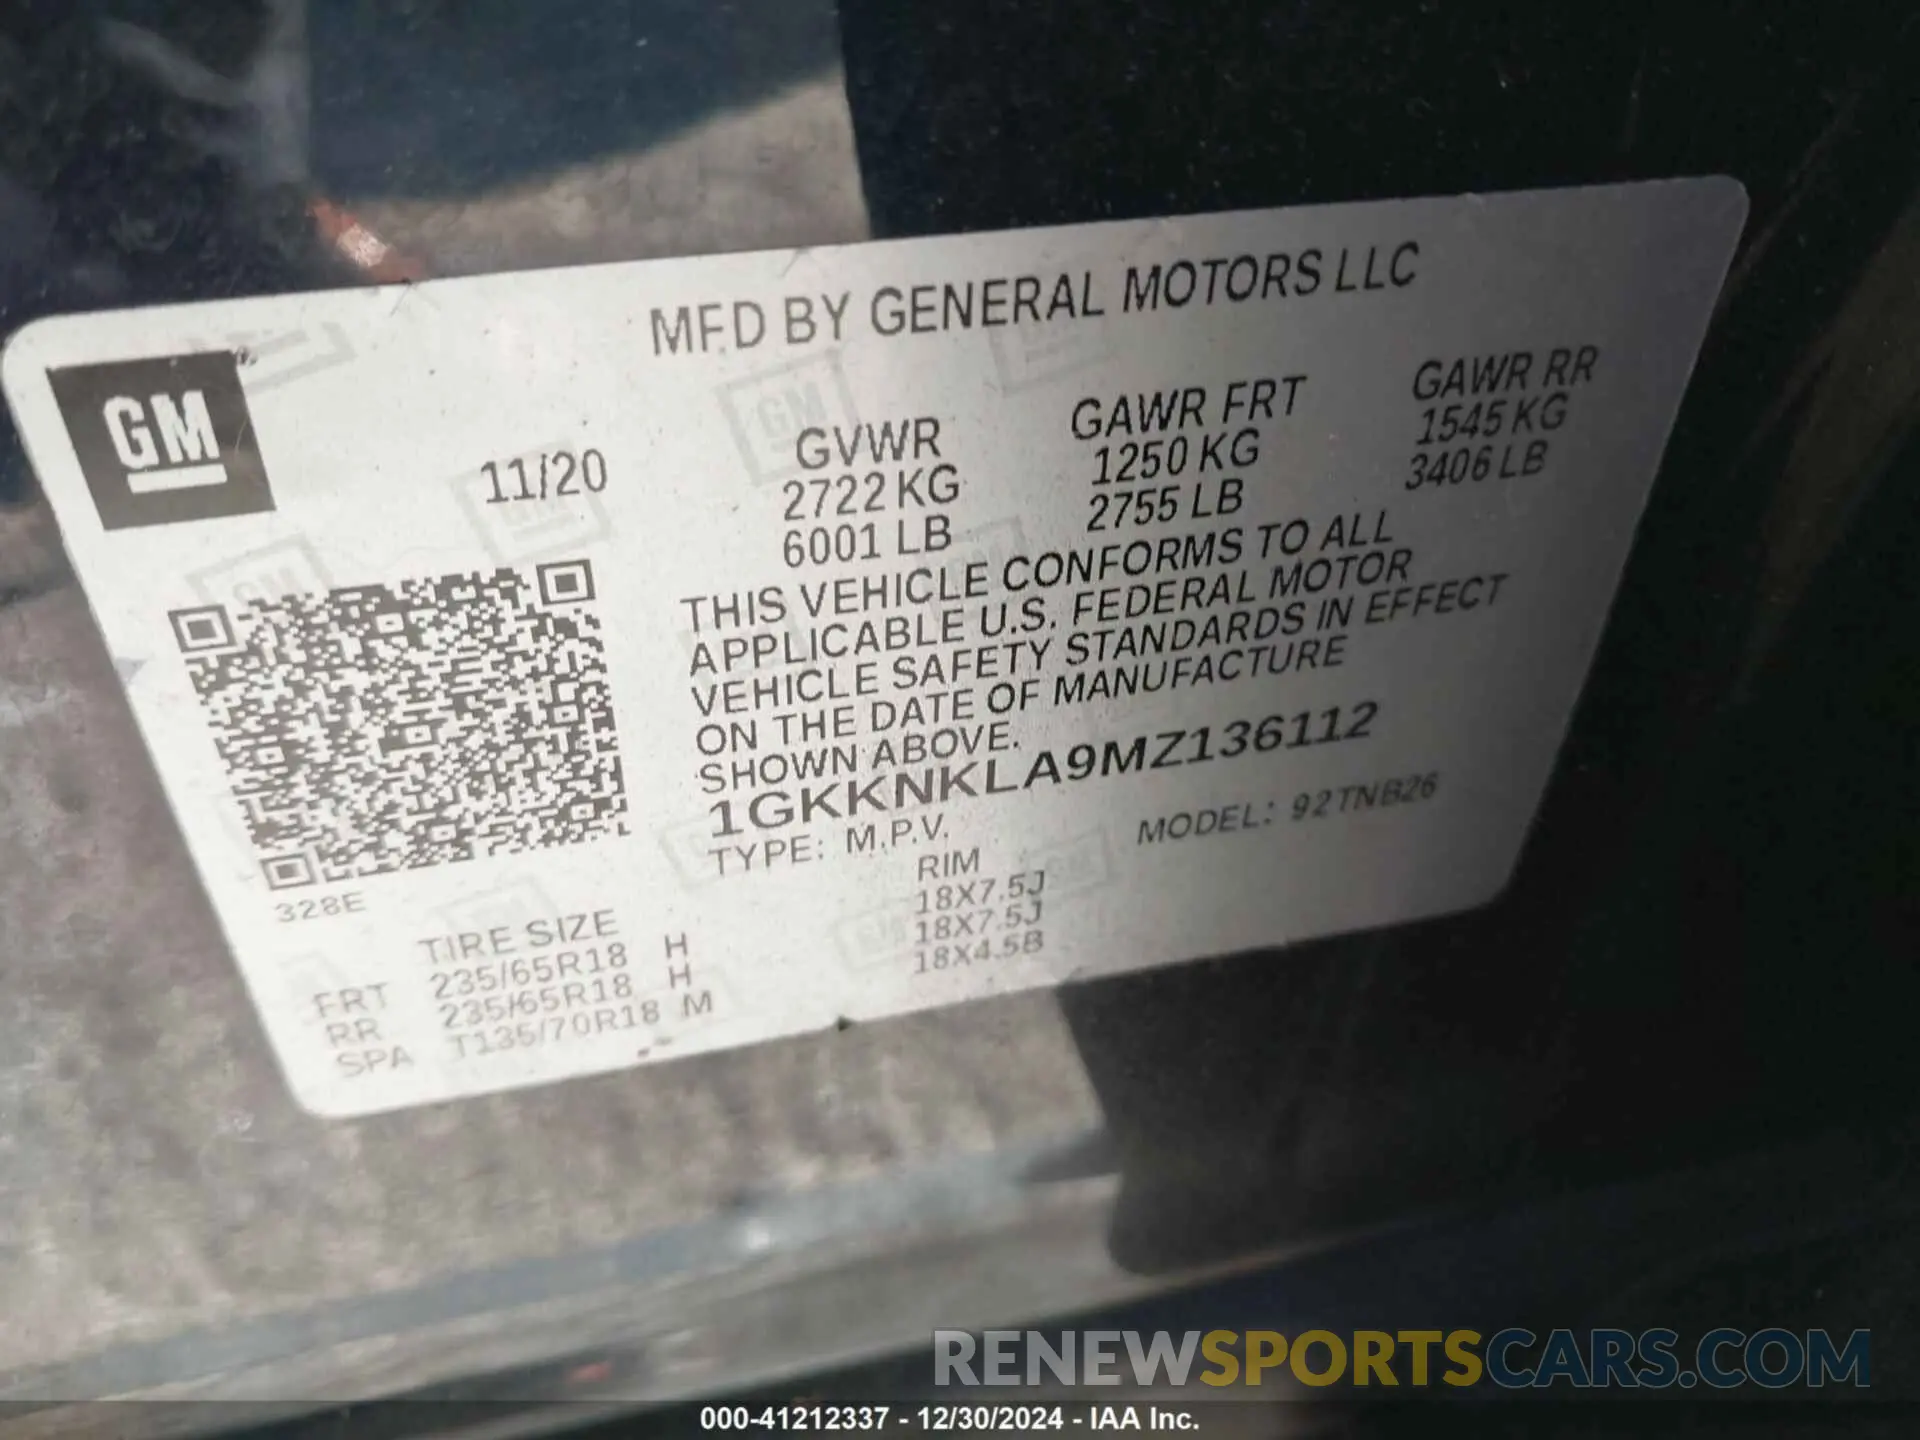 MFD BY GENERAL MOTORS LLC
GM
11/20
GVWR
2722 KG
6001 LB
GAWR FRT
1250 KG
2755 LB
GAWR RR
1545 KG
3406 LB
THIS VEHICLE CONFORMS TO ALL
APPLICABLE U.S. FEDERAL MOTOR
VEHICLE SAFETY STANDARDS IN EFFECT
ON THE DATE OF MANUFACTURE
SHOWN ABOVE.
1GKKNKLA9MZ136112
TYPE: M.P.V.
MODEL: 92TNB26
328E
TIRE SIZE
RIM
FRT 235/65R18 H 18X7.5J
RR 235/65R18 H 18X7.5J
SPA T135/70R18 M 18X4.5B
RENEWSPORTSCARS.COM
000-41212337 - 12/30/2024 - IAA Inc.